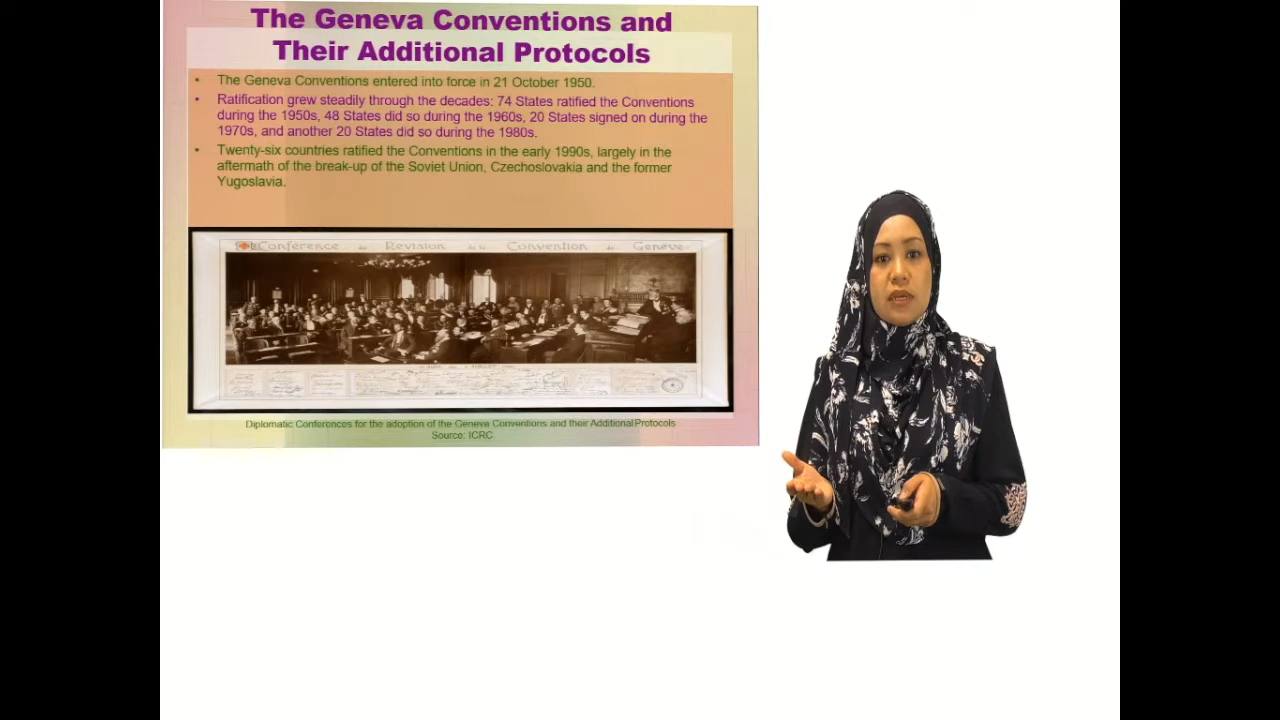 The Geneva Conventions and
Their Additional Protocols
• The Geneva Conventions entered into force in 21 October 1950.
• Ratification grew steadily through the decades: 74 States ratified the Conventions
during the 1950s, 48 States did so during the 1960s, 20 States signed on during the
1970s, and another 20 States did so during the 1980s.
• Twenty-six countries ratified the Conventions in the early 1990s, largely in the
aftermath of the break-up of the Soviet Union, Czechoslovakia and the former
Yugoslavia.
Conférence de Revision de la Convention de Genève
Diplomatic Conferences for the adoption of the Geneva Conventions and their Additional Protocols
Source: ICRC